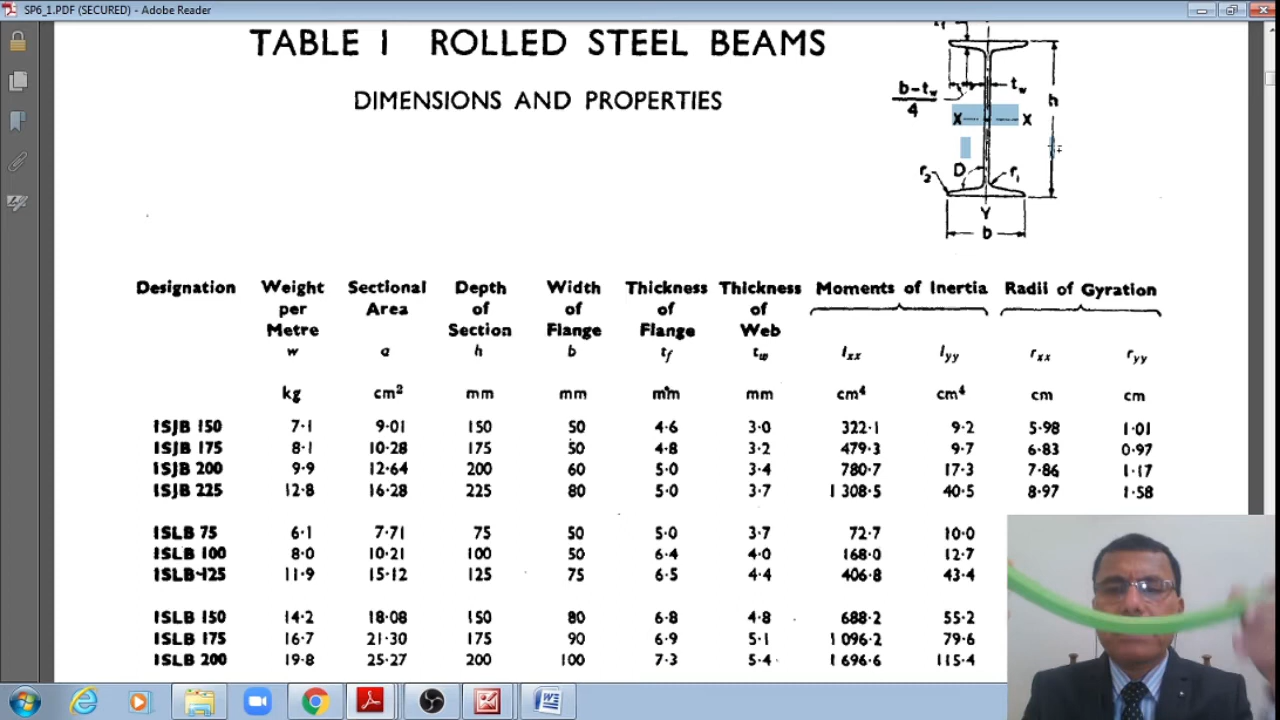 SP6_1.PDF (SECURED) - Adobe Reader
TABLE 1 ROLLED STEEL BEAMS
DIMENSIONS AND PROPERTIES
b-tw
4
tw
h
X X
r2 D r1
Y
b
Designation Weight per Metre Sectional Area Depth of Section Width of Flange Thickness of Flange Thickness of Web Moments of Inertia Radii of Gyration
w a h b tf tw Ixx Iyy rxx ryy
kg cm2 mm mm mm mm cm4 cm4 cm cm
ISJB 150 7·1 9·01 150 50 4·6 3·0 322·1 9·2 5·98 1·01
ISJB 175 8·1 10·28 175 50 4·8 3·2 479·3 9·7 6·83 0·97
ISJB 200 9·9 12·64 200 60 5·0 3·4 780·7 17·3 7·86 1·17
ISJB 225 12·8 16·28 225 80 5·0 3·7 1 308·5 40·5 8·97 1·58
ISLB 75 6·1 7·71 75 50 5·0 3·7 72·7 10·0
ISLB 100 8·0 10·21 100 50 6·4 4·0 168·0 12·7
ISLB 125 11·9 15·12 125 75 6·5 4·4 406·8 43·4
ISLB 150 14·2 18·08 150 80 6·8 4·8 688·2 55·2
ISLB 175 16·7 21·30 175 90 6·9 5·1 1 096·2 79·6
ISLB 200 19·8 25·27 200 100 7·3 5·4 1 696·6 115·4